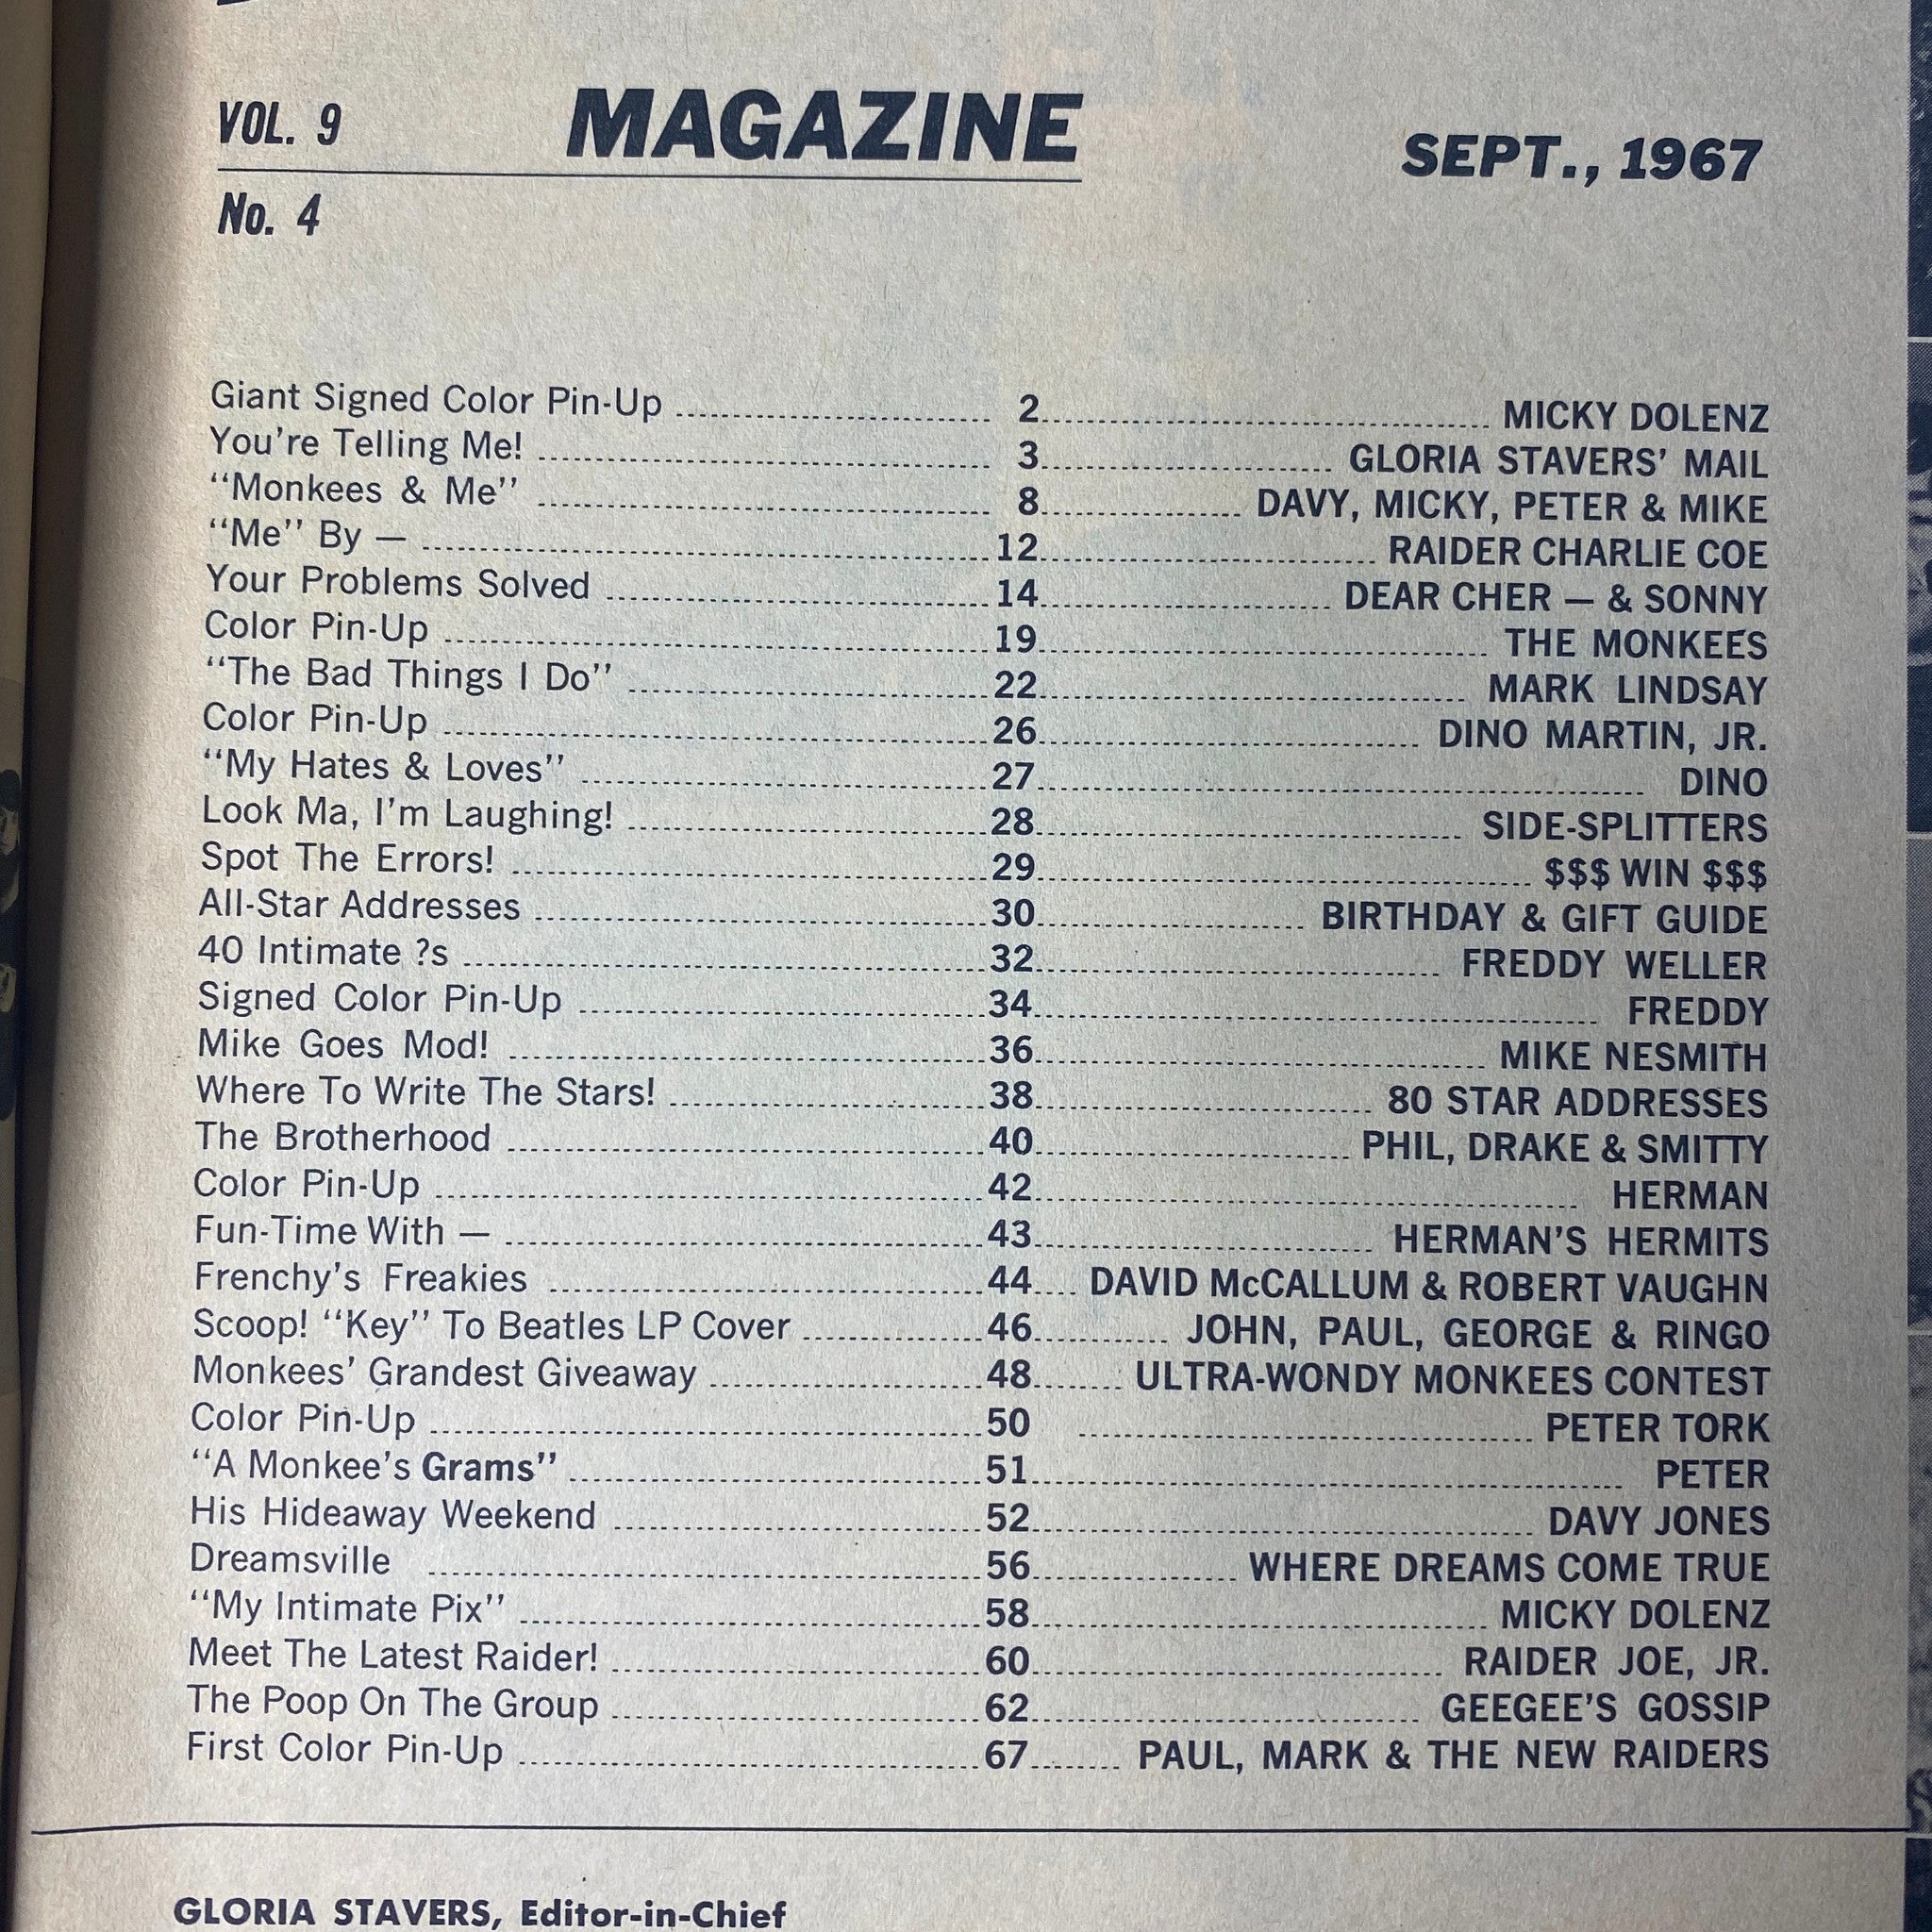 VOL. 9 MAGAZINE SEPT., 1967
No. 4
Giant Signed Color Pin-Up 2 MICKY DOLENZ
You're Telling Me! 3 GLORIA STAVERS' MAIL
"Monkees & Me" 8 DAVY, MICKY, PETER & MIKE
"Me" By — 12 RAIDER CHARLIE COE
Your Problems Solved 14 DEAR CHER — & SONNY
Color Pin-Up 19 THE MONKEES
"The Bad Things I Do" 22 MARK LINDSAY
Color Pin-Up 26 DINO MARTIN, JR.
"My Hates & Loves" 27 DINO
Look Ma, I'm Laughing! 28 SIDE-SPLITTERS
Spot The Errors! 29 $$$ WIN $$$
All-Star Addresses 30 BIRTHDAY & GIFT GUIDE
40 Intimate ?s 32 FREDDY WELLER
Signed Color Pin-Up 34 FREDDY
Mike Goes Mod! 36 MIKE NESMITH
Where To Write The Stars! 38 80 STAR ADDRESSES
The Brotherhood 40 PHIL, DRAKE & SMITTY
Color Pin-Up 42 HERMAN
Fun-Time With — 43 HERMAN'S HERMITS
Frenchy's Freakies 44 DAVID McCALLUM & ROBERT VAUGHN
Scoop! "Key" To Beatles LP Cover 46 JOHN, PAUL, GEORGE & RINGO
Monkees' Grandest Giveaway 48 ULTRA-WONDY MONKEES CONTEST
Color Pin-Up 50 PETER TORK
"A Monkee's Grams" 51 PETER
His Hideaway Weekend 52 DAVY JONES
Dreamsville 56 WHERE DREAMS COME TRUE
"My Intimate Pix" 58 MICKY DOLENZ
Meet The Latest Raider! 60 RAIDER JOE, JR.
The Poop On The Group 62 GEEGEE'S GOSSIP
First Color Pin-Up 67 PAUL, MARK & THE NEW RAIDERS
GLORIA STAVERS, Editor-in-Chief